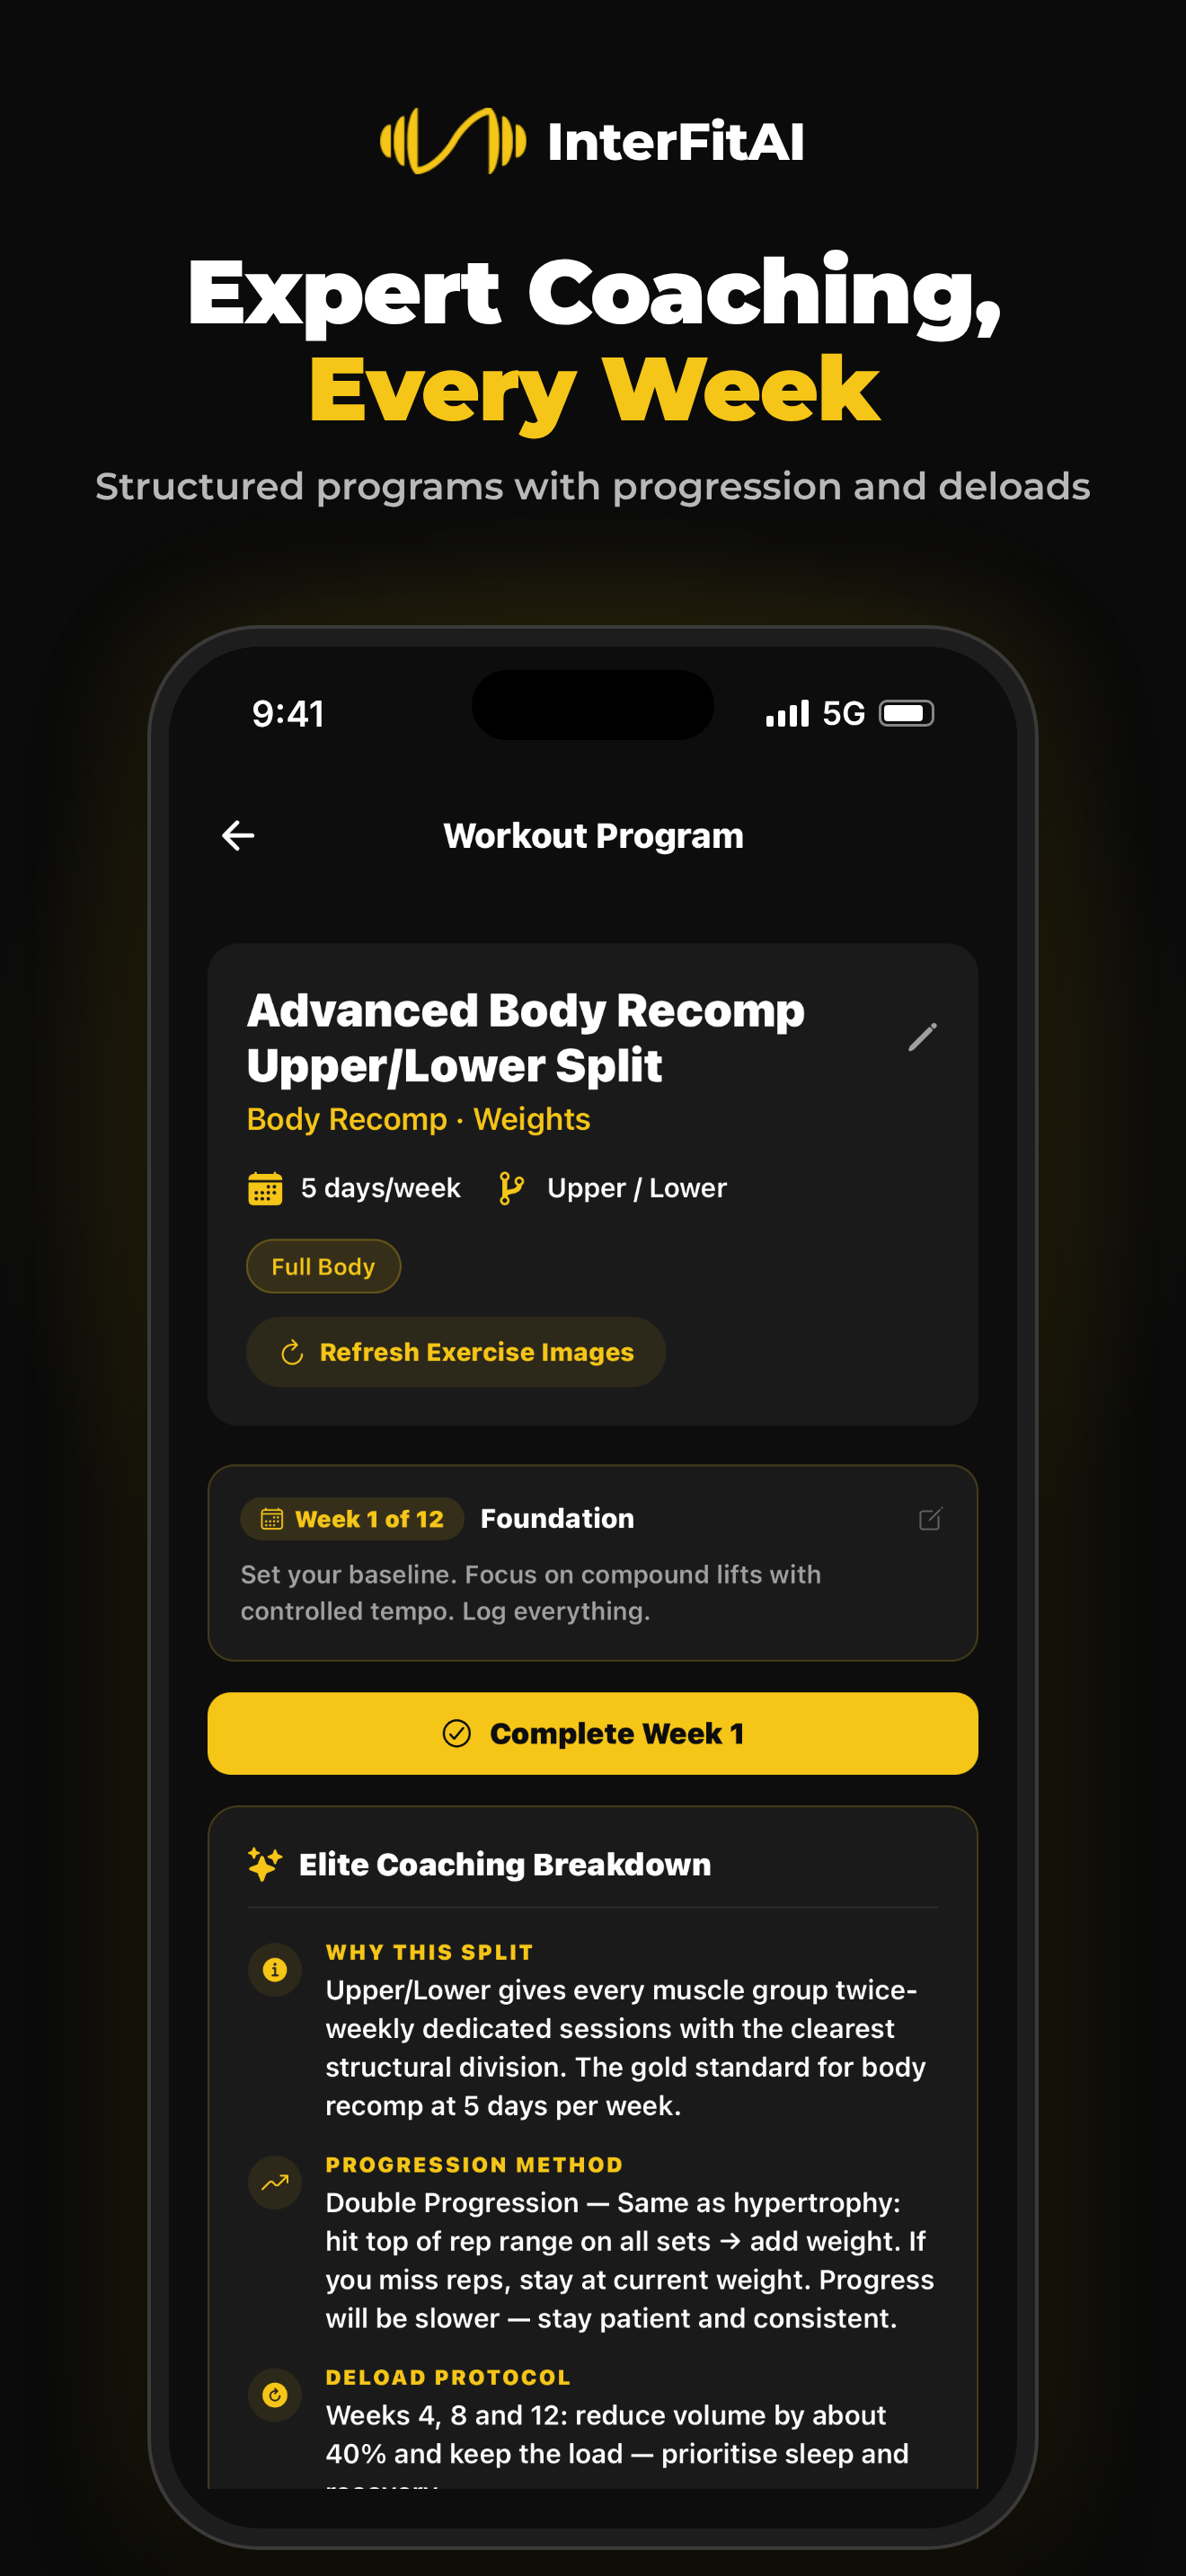 InterFitAI
Expert Coaching,
Every Week
Structured programs with progression and deloads
9:41
5G
Workout Program
Advanced Body Recomp
Upper/Lower Split
Body Recomp · Weights
5 days/week
Upper / Lower
Full Body
Refresh Exercise Images
Week 1 of 12
Foundation
Set your baseline. Focus on compound lifts with
controlled tempo. Log everything.
Complete Week 1
Elite Coaching Breakdown
WHY THIS SPLIT
Upper/Lower gives every muscle group twice-
weekly dedicated sessions with the clearest
structural division. The gold standard for body
recomp at 5 days per week.
PROGRESSION METHOD
Double Progression — Same as hypertrophy:
hit top of rep range on all sets → add weight. If
you miss reps, stay at current weight. Progress
will be slower — stay patient and consistent.
DELOAD PROTOCOL
Weeks 4, 8 and 12: reduce volume by about
40% and keep the load — prioritise sleep and